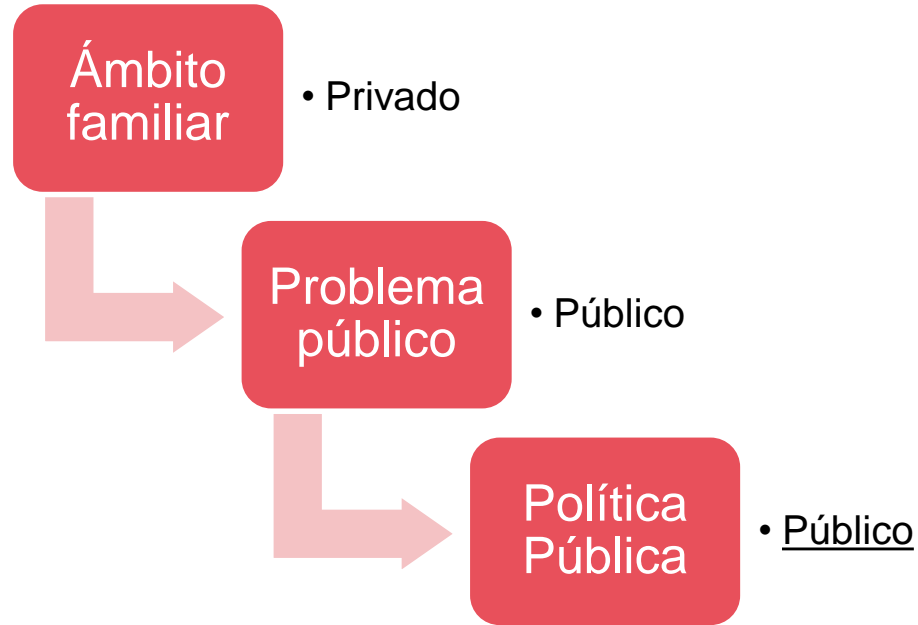 Ámbito
familiar
• Privado
Problema
público
• Público
Política
Pública
• Público